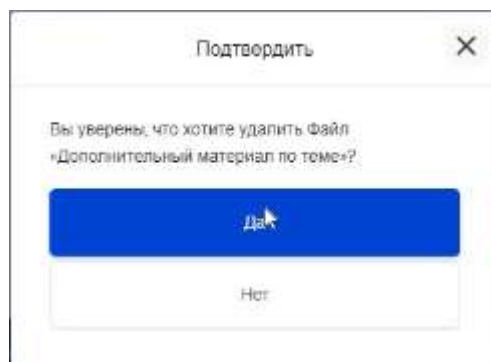 Подтвердить
Вы уверены, что хотите удалить Файл
«Дополнительный материал по теме»?
Да
Нет